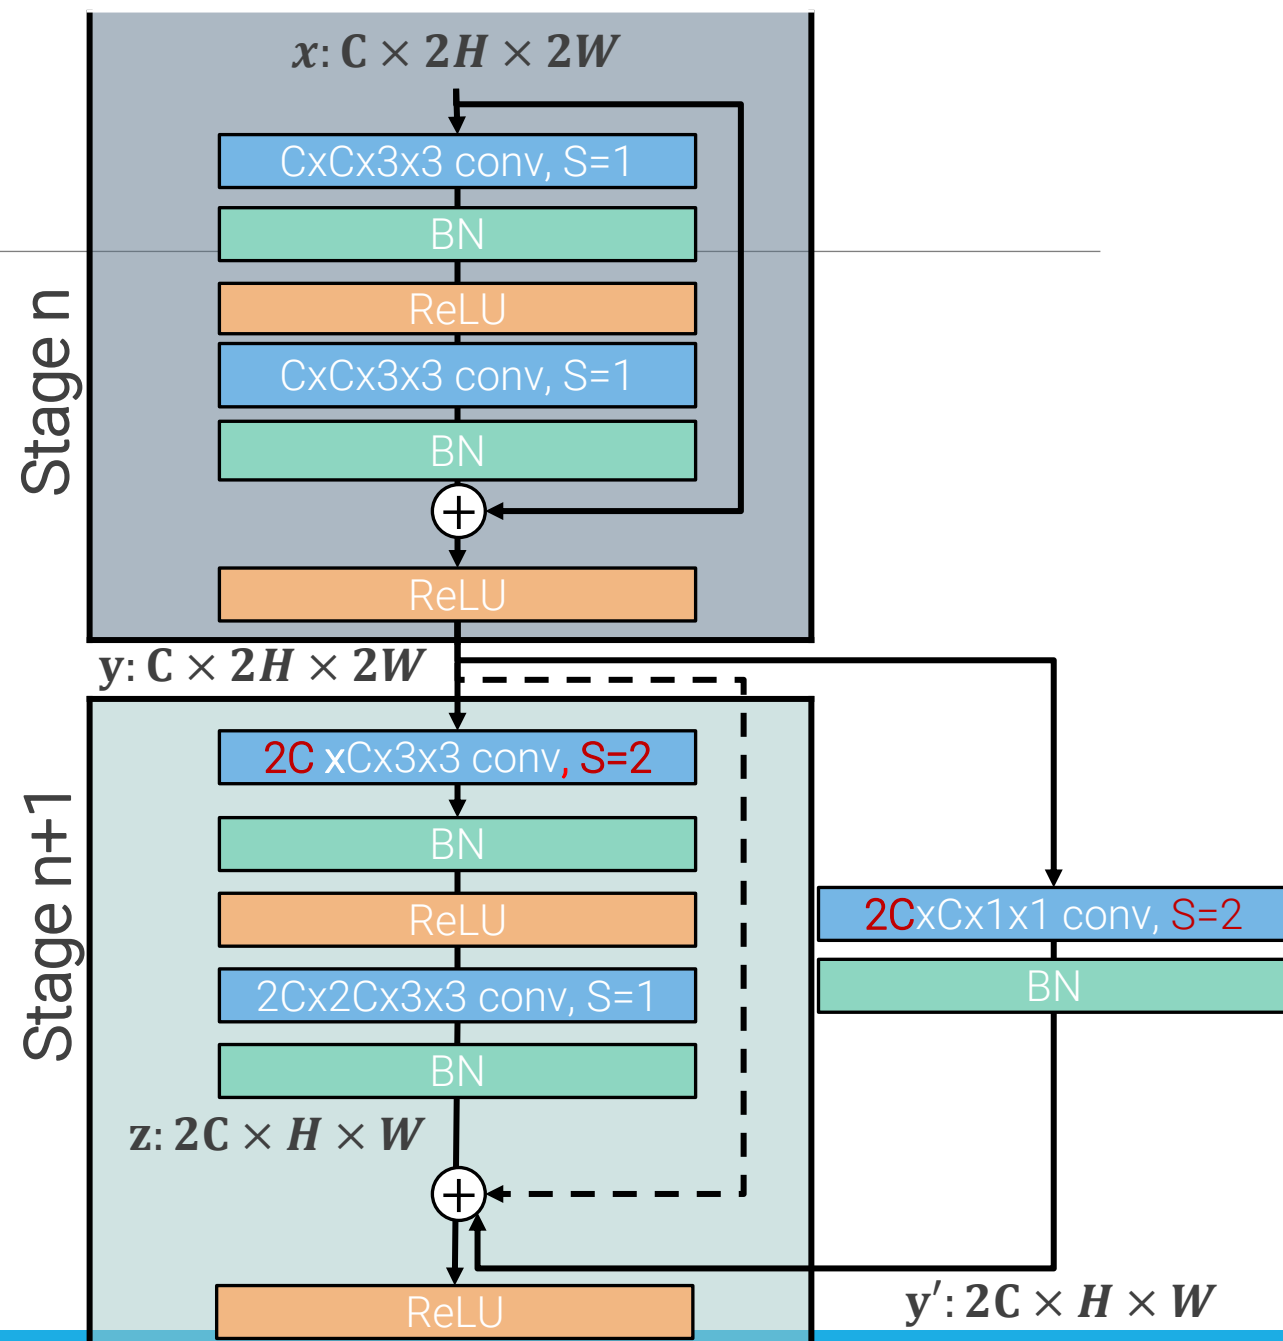 x: C × 2H × 2W
CxCx3x3 conv, S=1
BN
ReLU
CxCx3x3 conv, S=1
BN
+
ReLU
Stage n
y: C × 2H × 2W
2C xCx3x3 conv, S=2
BN
ReLU
2Cx2Cx3x3 conv, S=1
BN
z: 2C × H × W
+
ReLU
Stage n+1
2CxCx1x1 conv, S=2
BN
y′: 2C × H × W